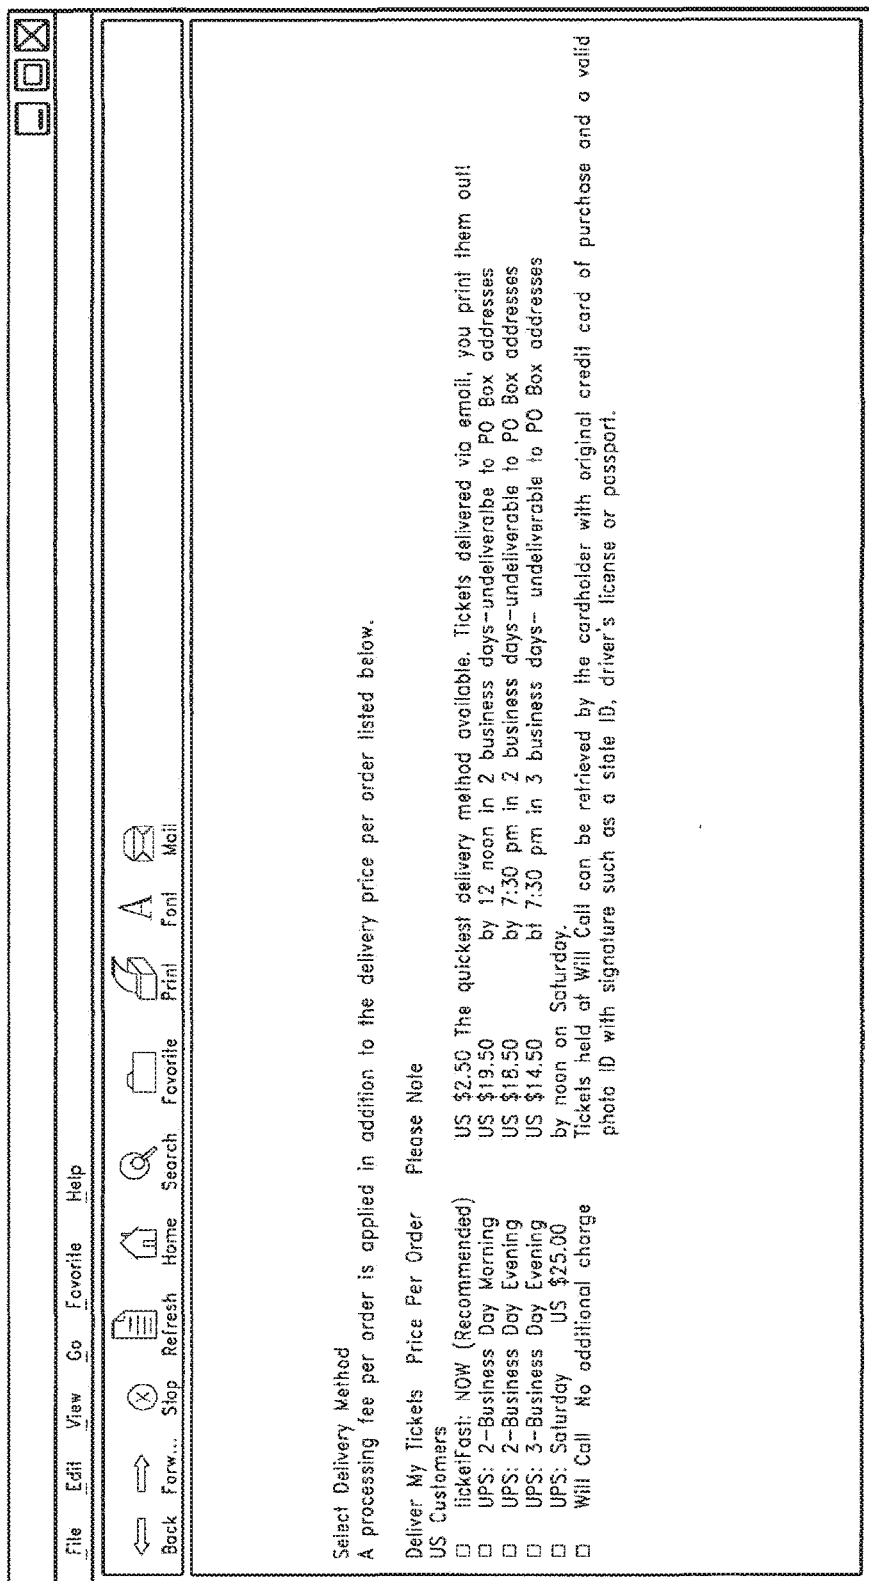 File Edit View Go Favorite Help
Back Forw... Stop Refresh Home Search Favorite Print Font Mail
Select Delivery Method
A processing fee per order is applied in addition to the delivery price per order listed below.
Deliver My Tickets Price Per Order Please Note
US Customers
ticketFast: NOW (Recommended) US $2.50 The quickest delivery method available. Tickets delivered via email, you print them out!
UPS: 2-Business Day Morning US $19.50 by 12 noon in 2 business days-undeliveralbe to PO Box addresses
UPS: 2-Business Day Evening US $18.50 by 7:30 pm in 2 business days-undeliverable to PO Box addresses
UPS: 3-Business Day Evening US $14.50 bt 7:30 pm in 3 business days- undeliverable to PO Box addresses
UPS: Saturday US $25.00 by noon on Saturday.
Will Call No additional charge Tickets held at Will Call can be retrieved by the cardholder with original credit card of purchase and a valid
photo ID with signature such as a state ID, driver's license or passport.